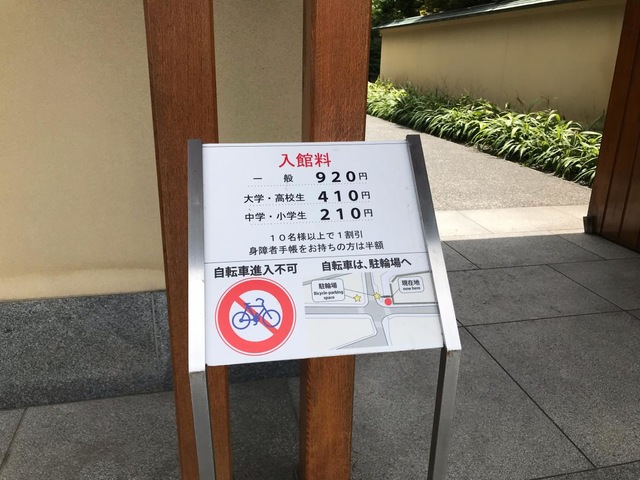 入館料
一般 920円
大学・高校生 410円
中学・小学生 210円
10名様以上で1割引
身障者手帳をお持ちの方は半額
自転車進入不可
自転車は、駐輪場へ
駐輪場
Bicycle parking
space
現在地
now here